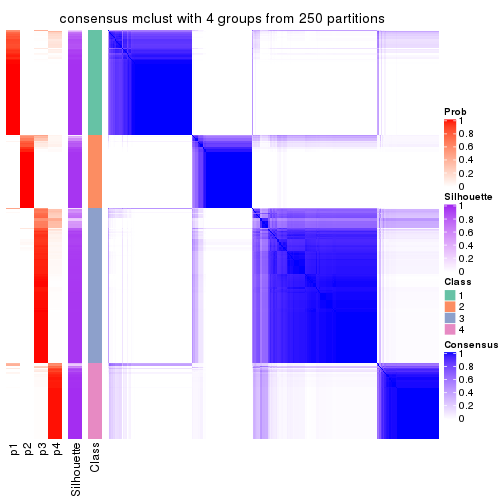 consensus mclust with 4 groups from 250 partitions
Prob
1
0.8
0.6
0.4
0.2
0
Silhouette
1
0.8
0.6
0.4
0.2
0
Class
1
2
3
4
Consensus
1
0.8
0.6
0.4
0.2
0
p1
p2
p3
p4
Silhouette
Class